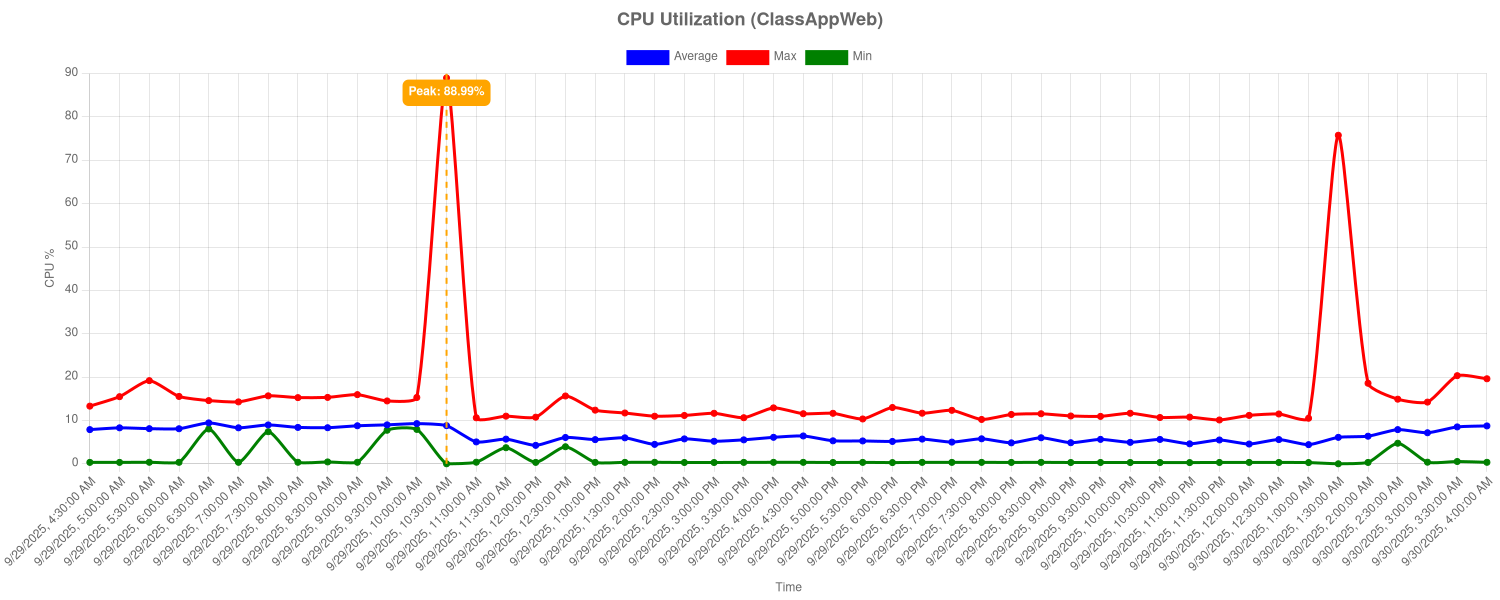 CPU Utilization (ClassAppWeb)
Average Max Min
Peak: 88.99%
CPU %
90
80
70
60
50
40
30
20
10
0
9/29/2025, 4:30:00 AM
9/29/2025, 5:00:00 AM
9/29/2025, 5:30:00 AM
9/29/2025, 6:00:00 AM
9/29/2025, 6:30:00 AM
9/29/2025, 7:00:00 AM
9/29/2025, 7:30:00 AM
9/29/2025, 8:00:00 AM
9/29/2025, 8:30:00 AM
9/29/2025, 9:00:00 AM
9/29/2025, 9:30:00 AM
9/29/2025, 10:00:00 AM
9/29/2025, 10:30:00 AM
9/29/2025, 11:00:00 AM
9/29/2025, 11:30:00 AM
9/29/2025, 12:00:00 PM
9/29/2025, 12:30:00 PM
9/29/2025, 1:00:00 PM
9/29/2025, 1:30:00 PM
9/29/2025, 2:00:00 PM
9/29/2025, 2:30:00 PM
9/29/2025, 3:00:00 PM
9/29/2025, 3:30:00 PM
9/29/2025, 4:00:00 PM
9/29/2025, 4:30:00 PM
9/29/2025, 5:00:00 PM
9/29/2025, 5:30:00 PM
9/29/2025, 6:00:00 PM
9/29/2025, 6:30:00 PM
9/29/2025, 7:00:00 PM
9/29/2025, 7:30:00 PM
9/29/2025, 8:00:00 PM
9/29/2025, 8:30:00 PM
9/29/2025, 9:00:00 PM
9/29/2025, 9:30:00 PM
9/29/2025, 10:00:00 PM
9/29/2025, 10:30:00 PM
9/29/2025, 11:00:00 PM
9/29/2025, 11:30:00 PM
9/30/2025, 12:00:00 AM
9/30/2025, 12:30:00 AM
9/30/2025, 1:00:00 AM
9/30/2025, 1:30:00 AM
9/30/2025, 2:00:00 AM
9/30/2025, 2:30:00 AM
9/30/2025, 3:00:00 AM
9/30/2025, 3:30:00 AM
9/30/2025, 4:00:00 AM
Time